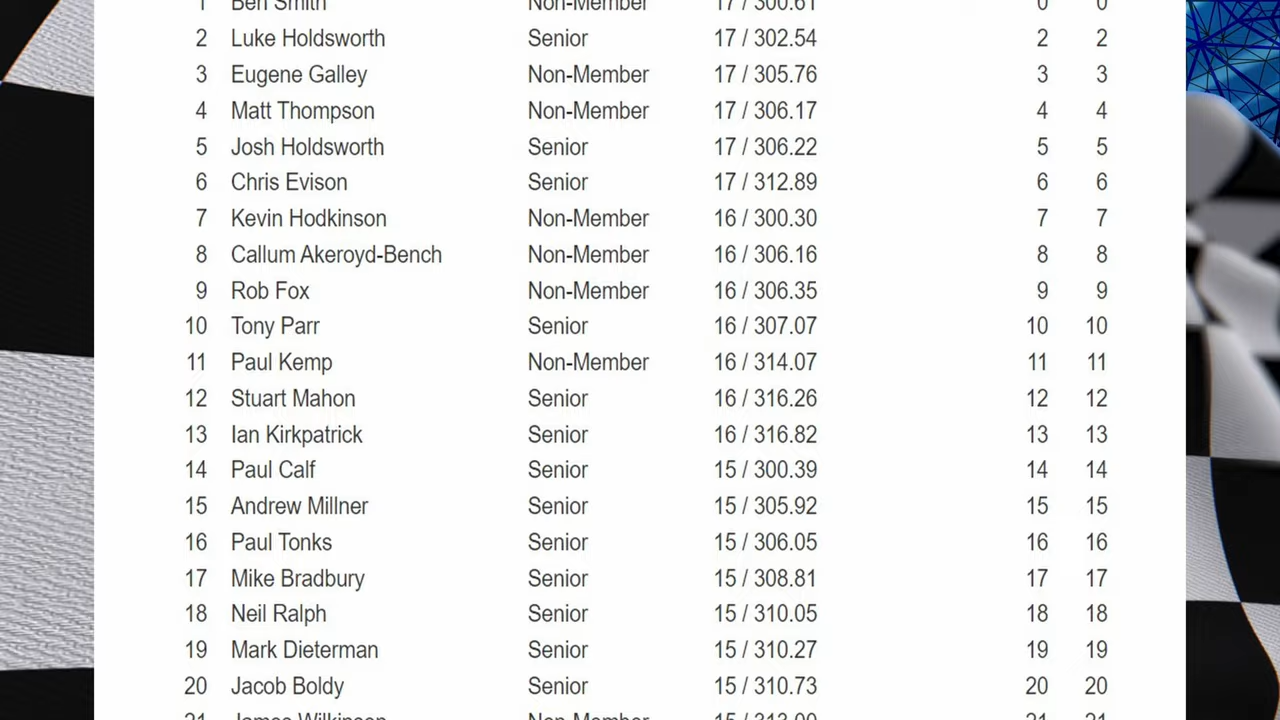 1 Ben Smith Non-Member 17 / 300.61 0 0
2 Luke Holdsworth Senior 17 / 302.54 2 2
3 Eugene Galley Non-Member 17 / 305.76 3 3
4 Matt Thompson Non-Member 17 / 306.17 4 4
5 Josh Holdsworth Senior 17 / 306.22 5 5
6 Chris Evison Senior 17 / 312.89 6 6
7 Kevin Hodkinson Non-Member 16 / 300.30 7 7
8 Callum Akeroyd-Bench Non-Member 16 / 306.16 8 8
9 Rob Fox Non-Member 16 / 306.35 9 9
10 Tony Parr Senior 16 / 307.07 10 10
11 Paul Kemp Non-Member 16 / 314.07 11 11
12 Stuart Mahon Senior 16 / 316.26 12 12
13 Ian Kirkpatrick Senior 16 / 316.82 13 13
14 Paul Calf Senior 15 / 300.39 14 14
15 Andrew Millner Senior 15 / 305.92 15 15
16 Paul Tonks Senior 15 / 306.05 16 16
17 Mike Bradbury Senior 15 / 308.81 17 17
18 Neil Ralph Senior 15 / 310.05 18 18
19 Mark Dieterman Senior 15 / 310.27 19 19
20 Jacob Boldy Senior 15 / 310.73 20 20
21 James Wilkinson Non-Member 15 / 313.00 21 21